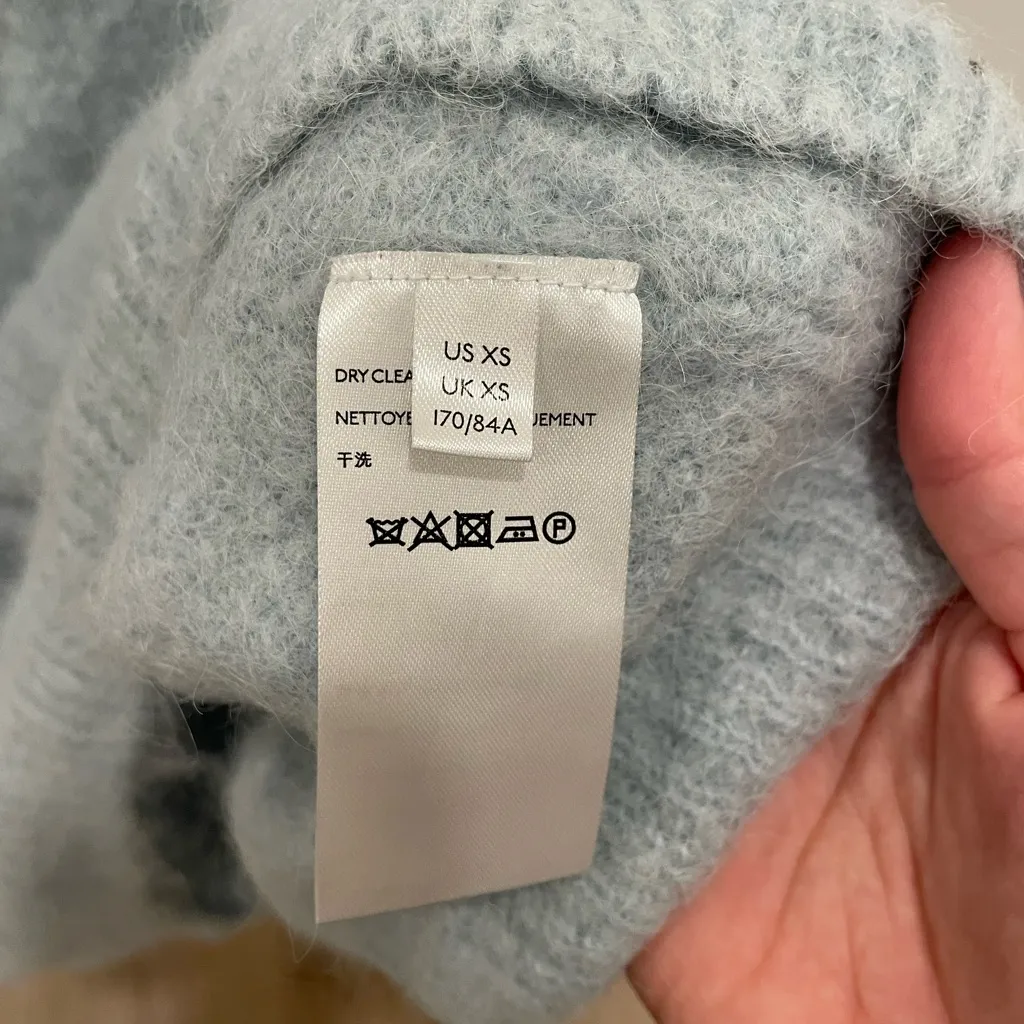 US XS
UK XS
170/84A
DRY CLEA
NETTOYE UEMENT
干洗
P